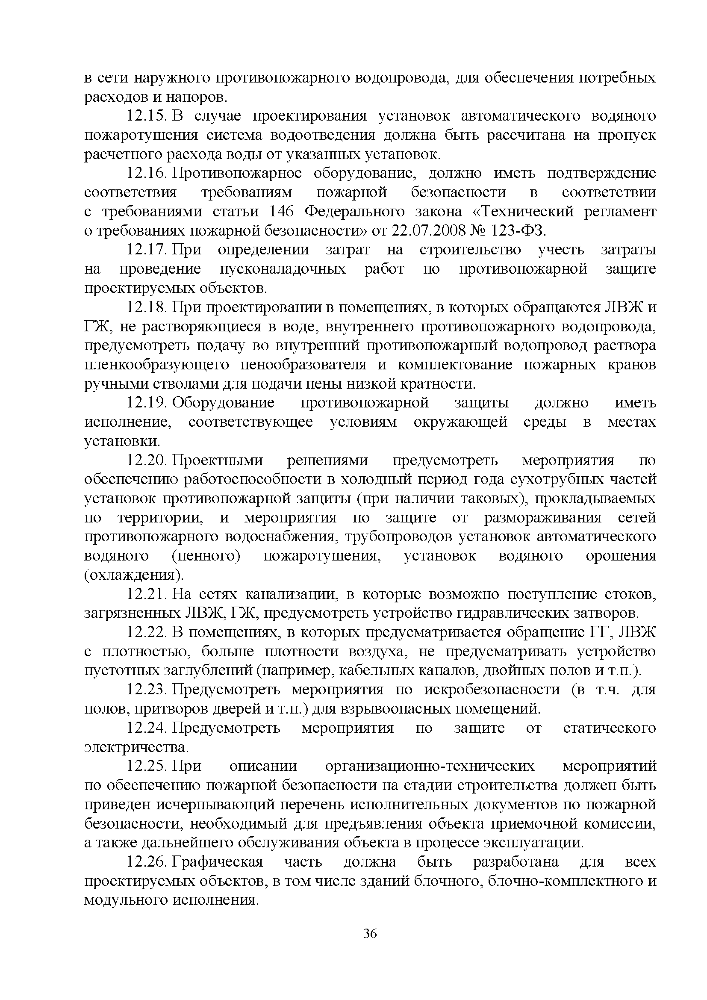 в сети наружного противопожарного водопровода, для обеспечения потребных
расходов и напоров.
12.15. В случае проектирования установок автоматического водяного
пожаротушения система водоотведения должна быть рассчитана на пропуск
расчетного расхода воды от указанных установок.
12.16. Противопожарное оборудование, должно иметь подтверждение
соответствия требованиям пожарной безопасности в соответствии
с требованиями статьи 146 Федерального закона «Технический регламент
о требованиях пожарной безопасности» от 22.07.2008 № 123-ФЗ.
12.17. При определении затрат на строительство учесть затраты
на проведение пусконаладочных работ по противопожарной защите
проектируемых объектов.
12.18. При проектировании в помещениях, в которых обращаются ЛВЖ и
ГЖ, не растворяющиеся в воде, внутреннего противопожарного водопровода,
предусмотреть подачу во внутренний противопожарный водопровод раствора
пленкообразующего пенообразователя и комплектование пожарных кранов
ручными стволами для подачи пены низкой кратности.
12.19. Оборудование противопожарной защиты должно иметь
исполнение, соответствующее условиям окружающей среды в местах
установки.
12.20. Проектными решениями предусмотреть мероприятия по
обеспечению работоспособности в холодный период года сухотрубных частей
установок противопожарной защиты (при наличии таковых), прокладываемых
по территории, и мероприятия по защите от размораживания сетей
противопожарного водоснабжения, трубопроводов установок автоматического
водяного (пенного) пожаротушения, установок водяного орошения
(охлаждения).
12.21. На сетях канализации, в которые возможно поступление стоков,
загрязненных ЛВЖ, ГЖ, предусмотреть устройство гидравлических затворов.
12.22. В помещениях, в которых предусматривается обращение ГГ, ЛВЖ
с плотностью, больше плотности воздуха, не предусматривать устройство
пустотных заглублений (например, кабельных каналов, двойных полов и т.п.).
12.23. Предусмотреть мероприятия по искробезопасности (в т.ч. для
полов, притворов дверей и т.п.) для взрывоопасных помещений.
12.24. Предусмотреть мероприятия по защите от статического
электричества.
12.25. При описании организационно-технических мероприятий
по обеспечению пожарной безопасности на стадии строительства должен быть
приведен исчерпывающий перечень исполнительных документов по пожарной
безопасности, необходимый для предъявления объекта приемочной комиссии,
а также дальнейшего обслуживания объекта в процессе эксплуатации.
12.26. Графическая часть должна быть разработана для всех
проектируемых объектов, в том числе зданий блочного, блочно-комплектного и
модульного исполнения.
36